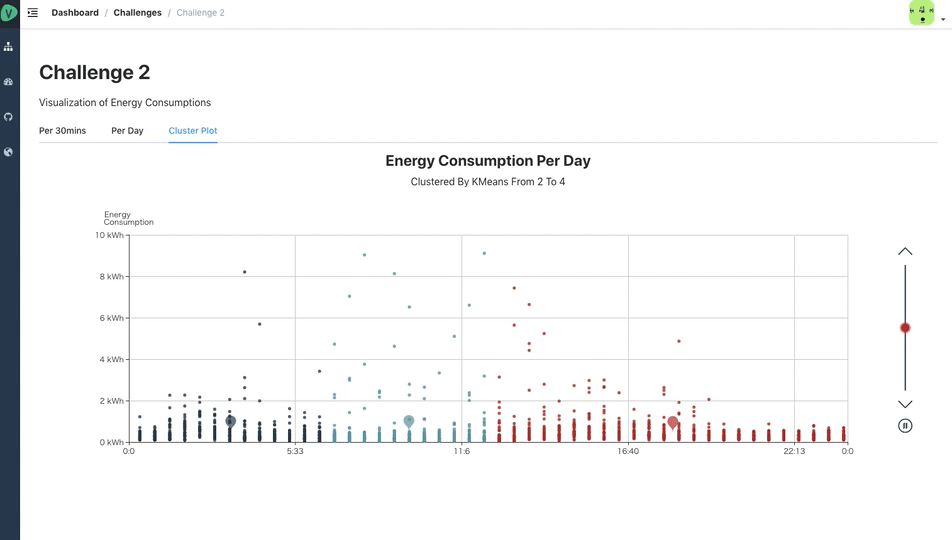 V
Dashboard / Challenges / Challenge 2
Challenge 2
Visualization of Energy Consumptions
Per 30mins Per Day Cluster Plot
Energy Consumption Per Day
Clustered By KMeans From 2 To 4
Energy
Consumption
10 kWh
8 kWh
6 kWh
4 kWh
2 kWh
0 kWh
0:0 5:33 11:6 16:40 22:13 0:0